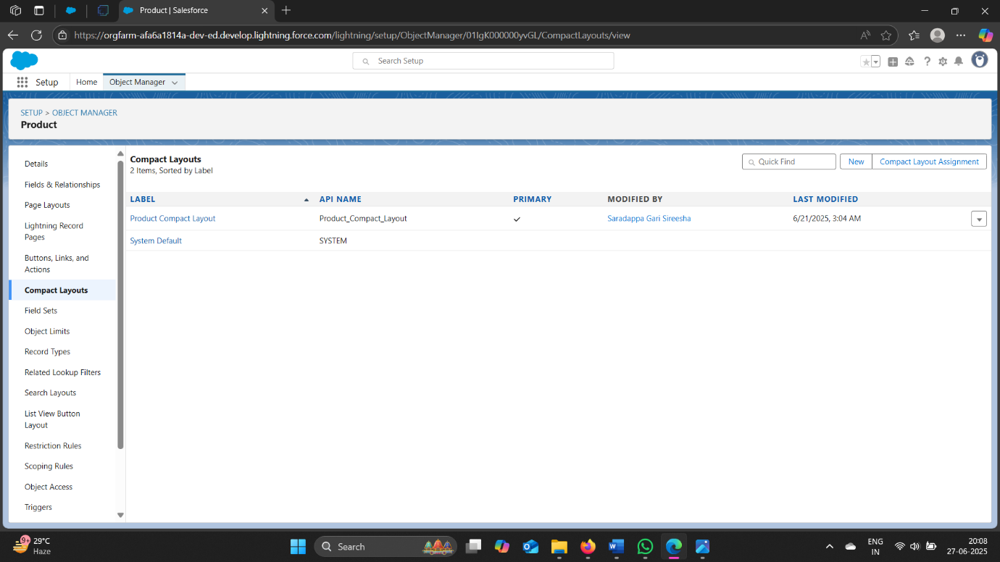 Product | Salesforce
https://orgfarm-afa6a1814a-dev-ed.develop.lightning.force.com/lightning/setup/ObjectManager/01IgK000000yvGL/CompactLayouts/view
Search Setup
Setup
Home
Object Manager
SETUP > OBJECT MANAGER
Product
Details
Fields & Relationships
Page Layouts
Lightning Record
Pages
Buttons, Links, and
Actions
Compact Layouts
Field Sets
Object Limits
Record Types
Related Lookup Filters
Search Layouts
List View Button
Layout
Restriction Rules
Scoping Rules
Object Access
Triggers
Compact Layouts
2 Items, Sorted by Label
Quick Find
New
Compact Layout Assignment
LABEL API NAME PRIMARY MODIFIED BY LAST MODIFIED
Product Compact Layout Product_Compact_Layout Saradappa Gari Sireesha 6/21/2025, 3:04 AM
System Default SYSTEM
9+
29°C
Haze
Search
ENG
IN
20:08
27-06-2025